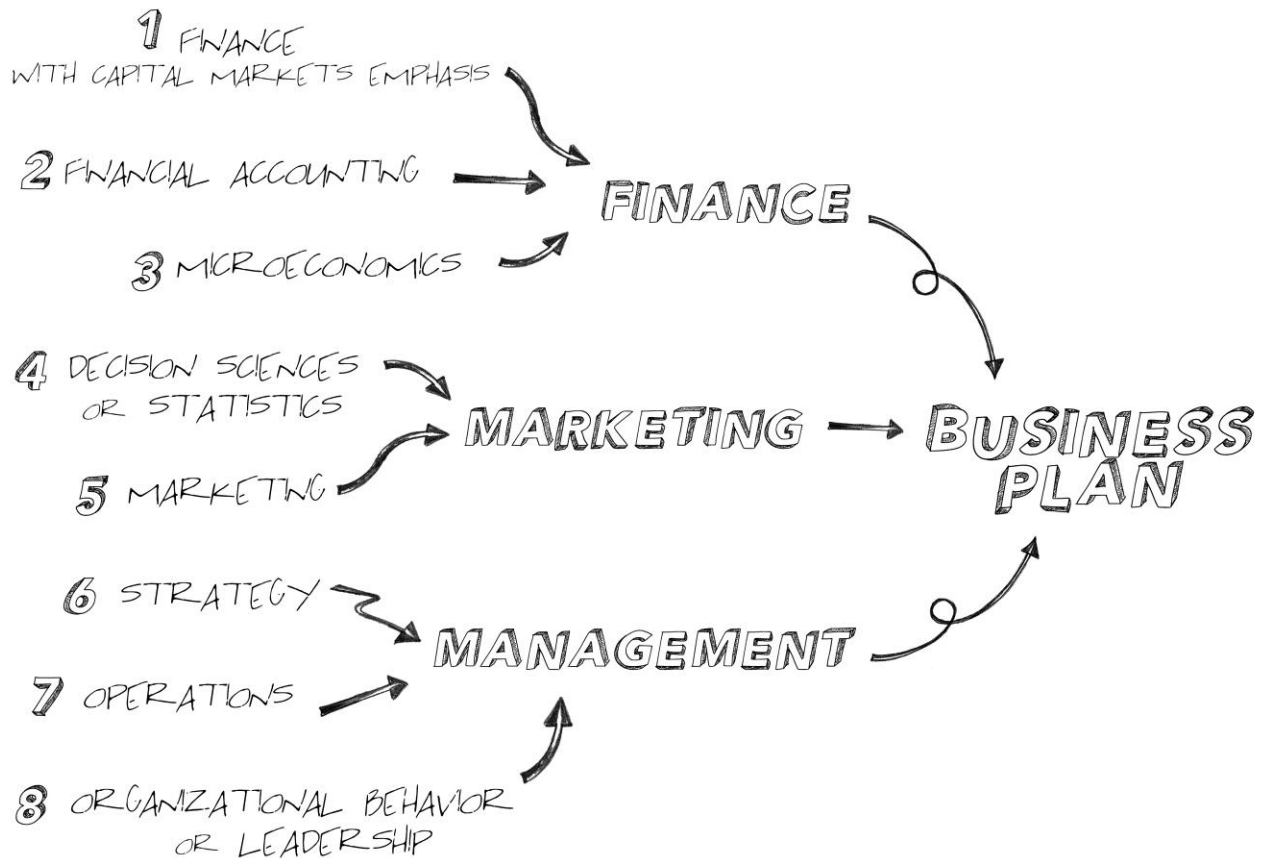 1 FINANCE
WITH CAPITAL MARKETS EMPHASIS
2 FINANCIAL ACCOUNTING
3 MICROECONOMICS
FINANCE
4 DECISION SCIENCES
OR STATISTICS
5 MARKETING
MARKETING
6 STRATEGY
7 OPERATIONS
8 ORGANIZATIONAL BEHAVIOR
OR LEADERSHIP
MANAGEMENT
BUSINESS
PLAN